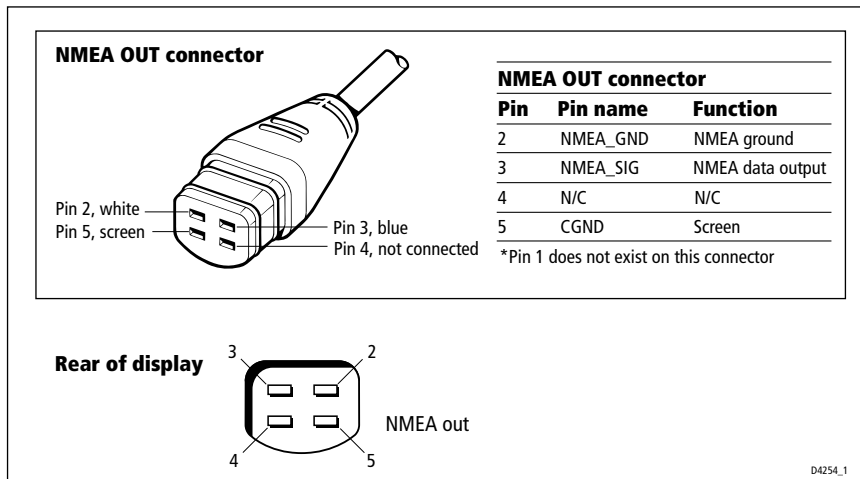 NMEA OUT connector
Pin 2, white
Pin 5, screen
Pin 3, blue
Pin 4, not connected
NMEA OUT connector
Pin Pin name Function
2 NMEA_GND NMEA ground
3 NMEA_SIG NMEA data output
4 N/C N/C
5 CGND Screen
*Pin 1 does not exist on this connector
Rear of display
3 2
NMEA out
4 5
D4254_1